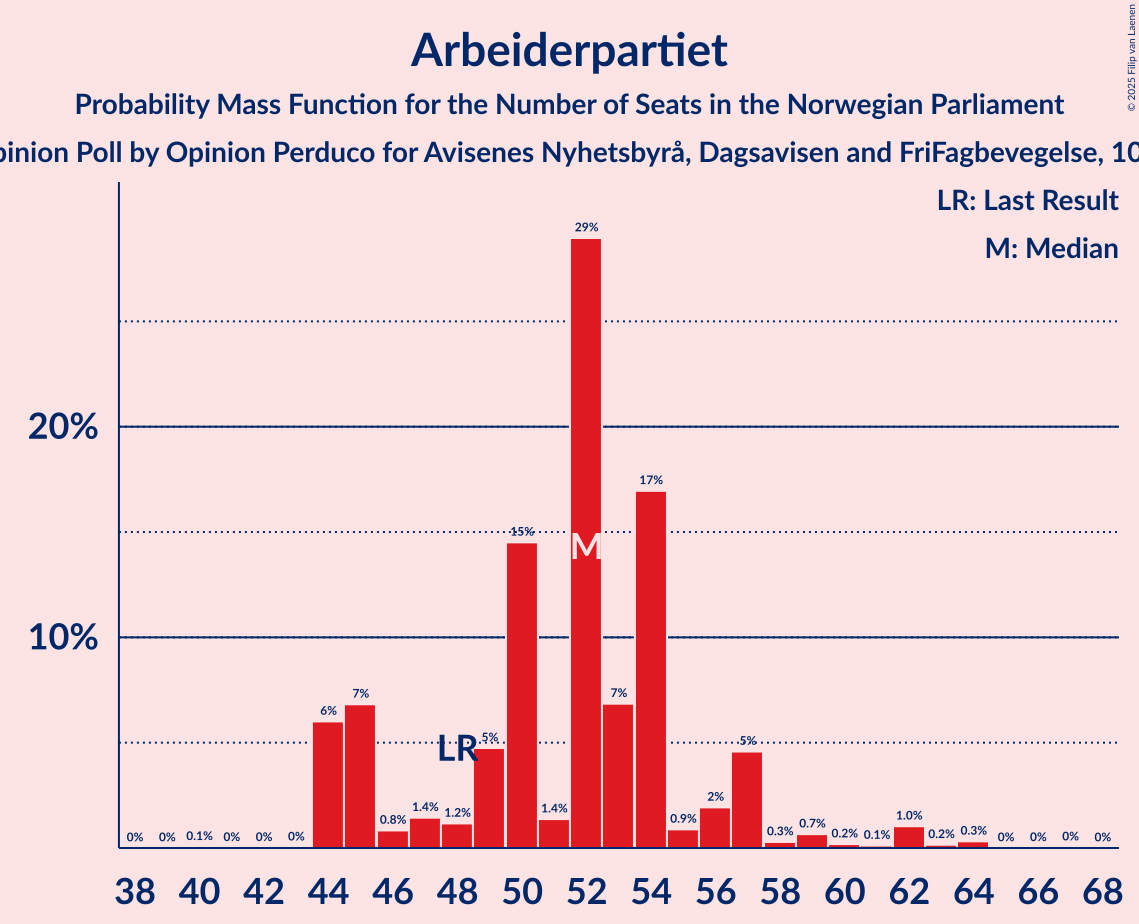 Arbeiderpartiet
Probability Mass Function for the Number of Seats in the Norwegian Parliament
Poll by Opinion Perduco for Avisenes Nyhetsbyrå, Dagsavisen and FriFagbevegelse,
© 2025 Filip van Laenen
LR: Last Result
M: Median
20%
10%
0% 0% 0.1% 0% 0% 0% 6% 7% 0.8% 1.4% 1.2% 5% 15% 1.4% 29% 7% 17% 0.9% 2% 5% 0.3% 0.7% 0.2% 0.1% 1.0% 0.2% 0.3% 0% 0% 0% 0%
LR
M
38 40 42 44 46 48 50 52 54 56 58 60 62 64 66 68